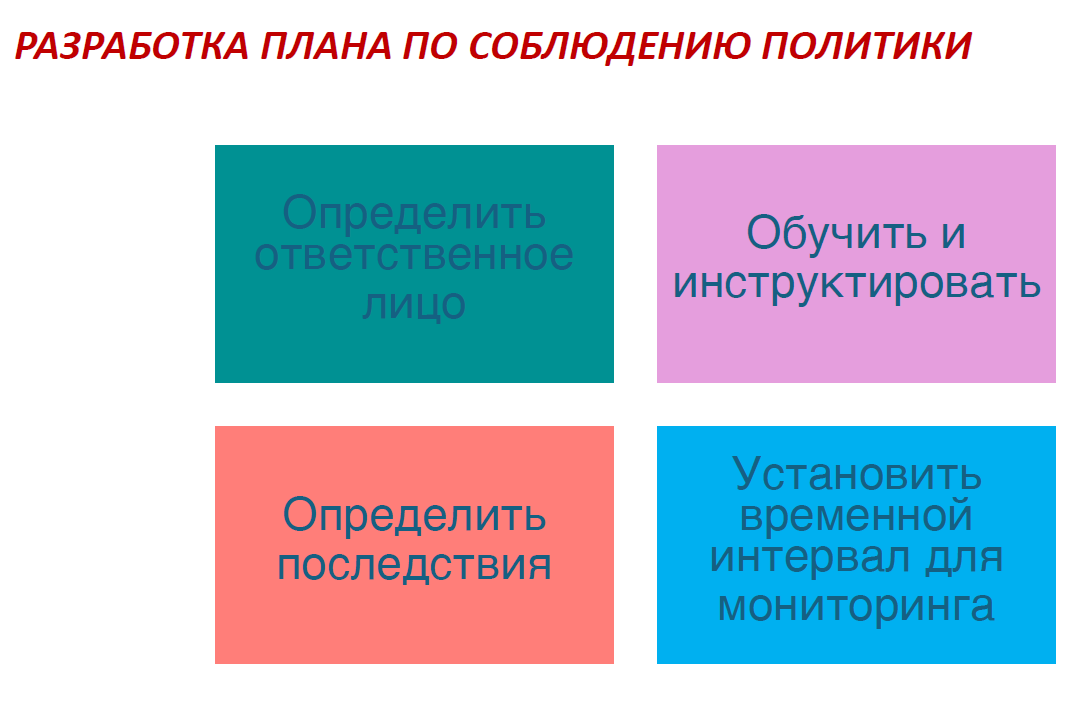 РАЗРАБОТКА ПЛАНА ПО СОБЛЮДЕНИЮ ПОЛИТИКИ
Определить
ответственное
лицо
Обучить и
инструктировать
Определить
последствия
Установить
временной
интервал для
мониторинга